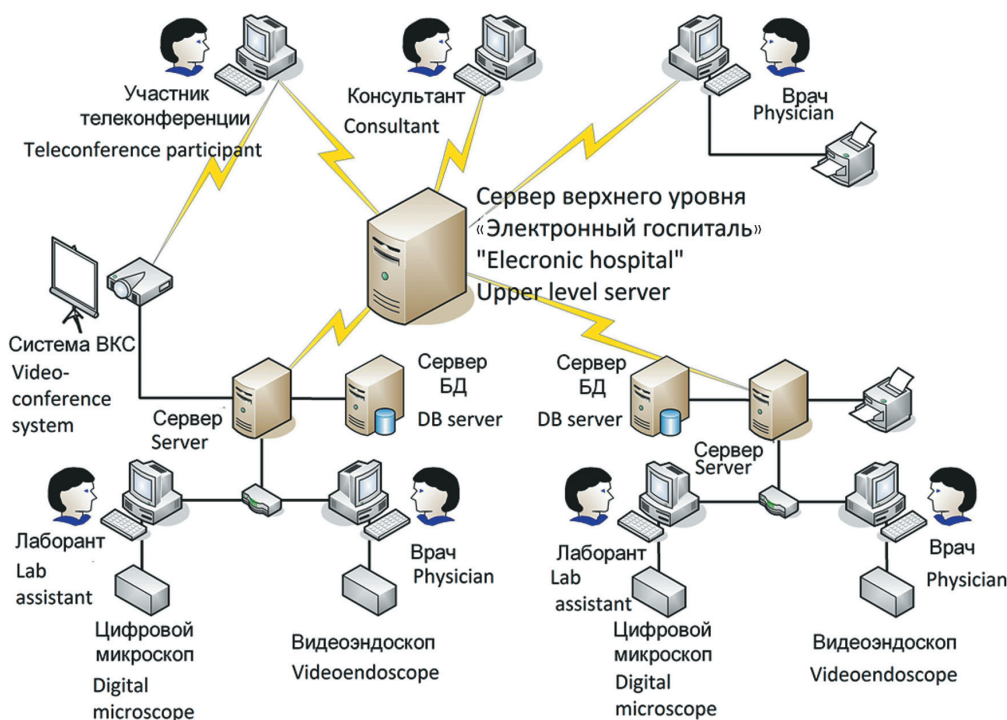 Участник
телеконференции
Teleconference participant
Консультант
Consultant
Врач
Physician
Сервер верхнего уровня
«Электронный госпиталь»
"Elecronic hospital"
Upper level server
Система ВКС
Video-
conference
system
Сервер
Server
Сервер
БД
DB server
Сервер
БД
DB server
Сервер
Server
Лаборант
Lab
assistant
Врач
Physician
Цифровой
микроскоп
Digital
microscope
Видеоэндоскоп
Videoendoscope
Лаборант
Lab
assistant
Врач
Physician
Цифровой
микроскоп
Digital
microscope
Видеоэндоскоп
Videoendoscope